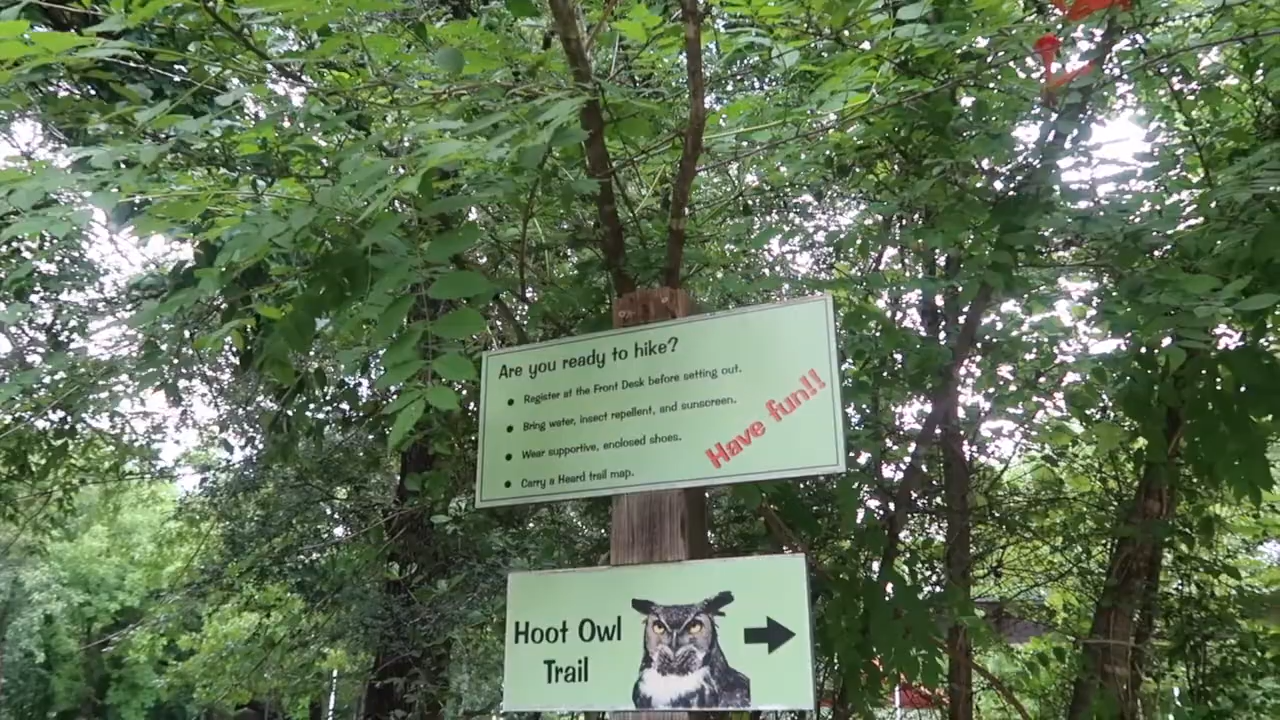 Are you ready to hike?
• Register at the Front Desk before setting out.
• Bring water, insect repellent, and sunscreen.
• Wear supportive, enclosed shoes.
• Carry a Heard trail map.
Have fun!!
Hoot Owl
Trail